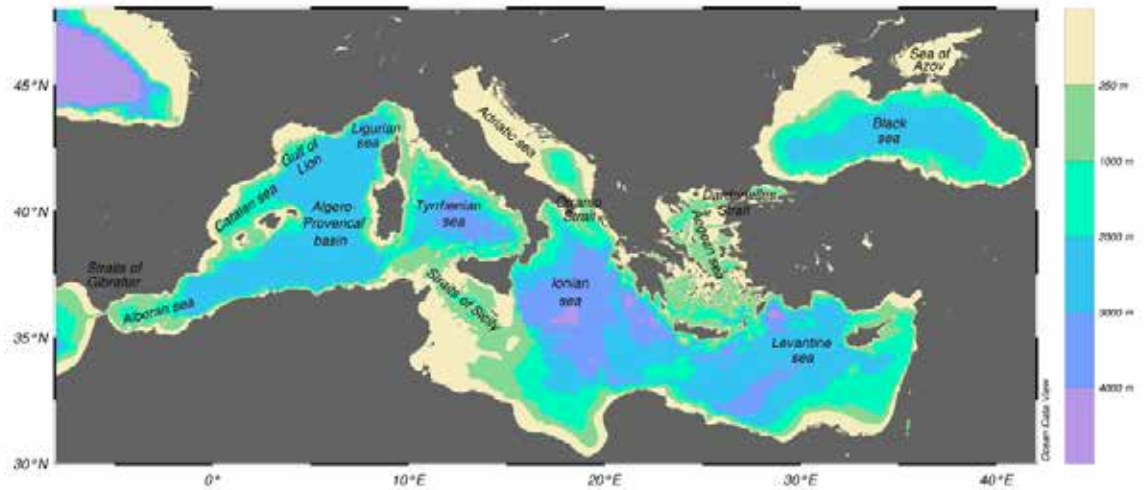 45°N
40°N
35°N
30°N
0°
10°E
20°E
30°E
40°E
Sea of
Azov
Black
sea
Adriatic sea
Ligurian
sea
Gulf of
Lion
Catalan sea
Algero-
Provencal
basin
Tyrrhenian
sea
Otranto
Strait
Dardanelles
Strait
Aegean sea
Straits of
Gibraltar
Alboran sea
Straits of Sicily
Ionian
sea
Levantine
sea
Ocean Data View
250 m
1000 m
2000 m
3000 m
4000 m